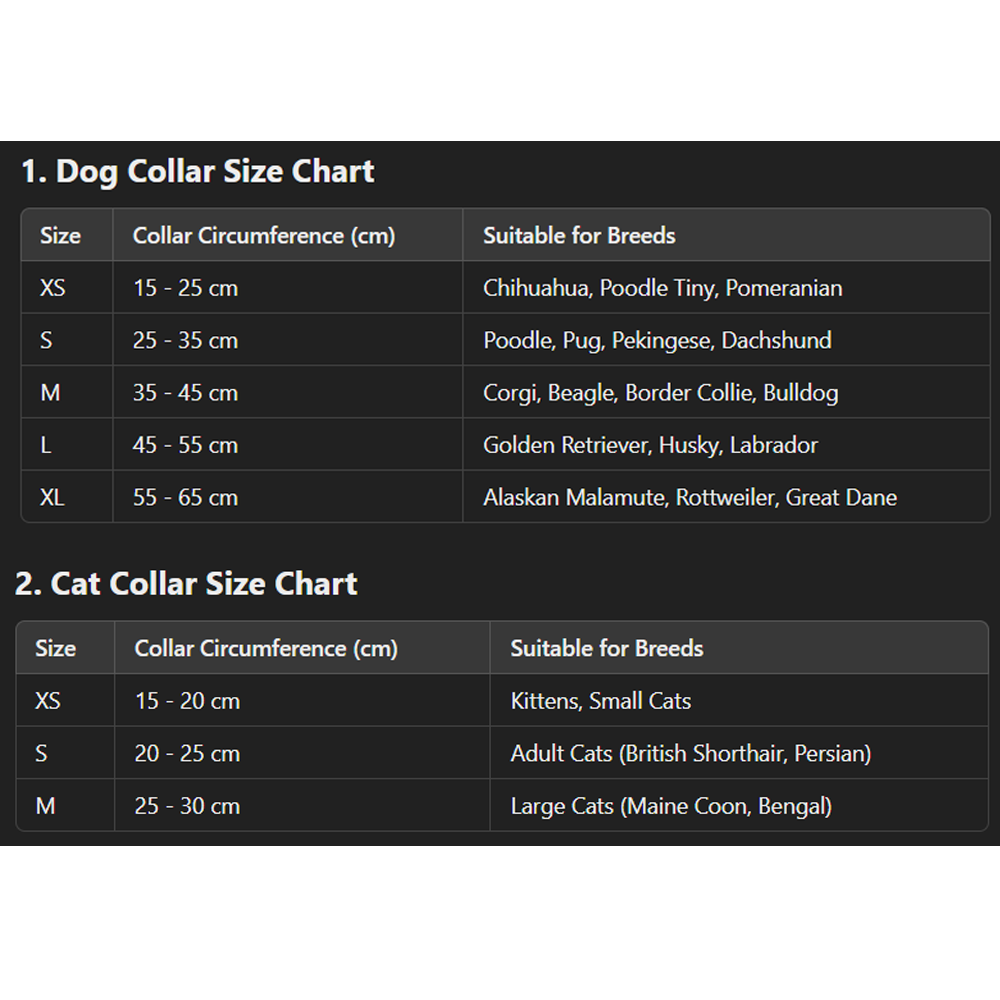 1. Dog Collar Size Chart
Size Collar Circumference (cm) Suitable for Breeds
XS 15 - 25 cm Chihuahua, Poodle Tiny, Pomeranian
S 25 - 35 cm Poodle, Pug, Pekingese, Dachshund
M 35 - 45 cm Corgi, Beagle, Border Collie, Bulldog
L 45 - 55 cm Golden Retriever, Husky, Labrador
XL 55 - 65 cm Alaskan Malamute, Rottweiler, Great Dane
2. Cat Collar Size Chart
Size Collar Circumference (cm) Suitable for Breeds
XS 15 - 20 cm Kittens, Small Cats
S 20 - 25 cm Adult Cats (British Shorthair, Persian)
M 25 - 30 cm Large Cats (Maine Coon, Bengal)